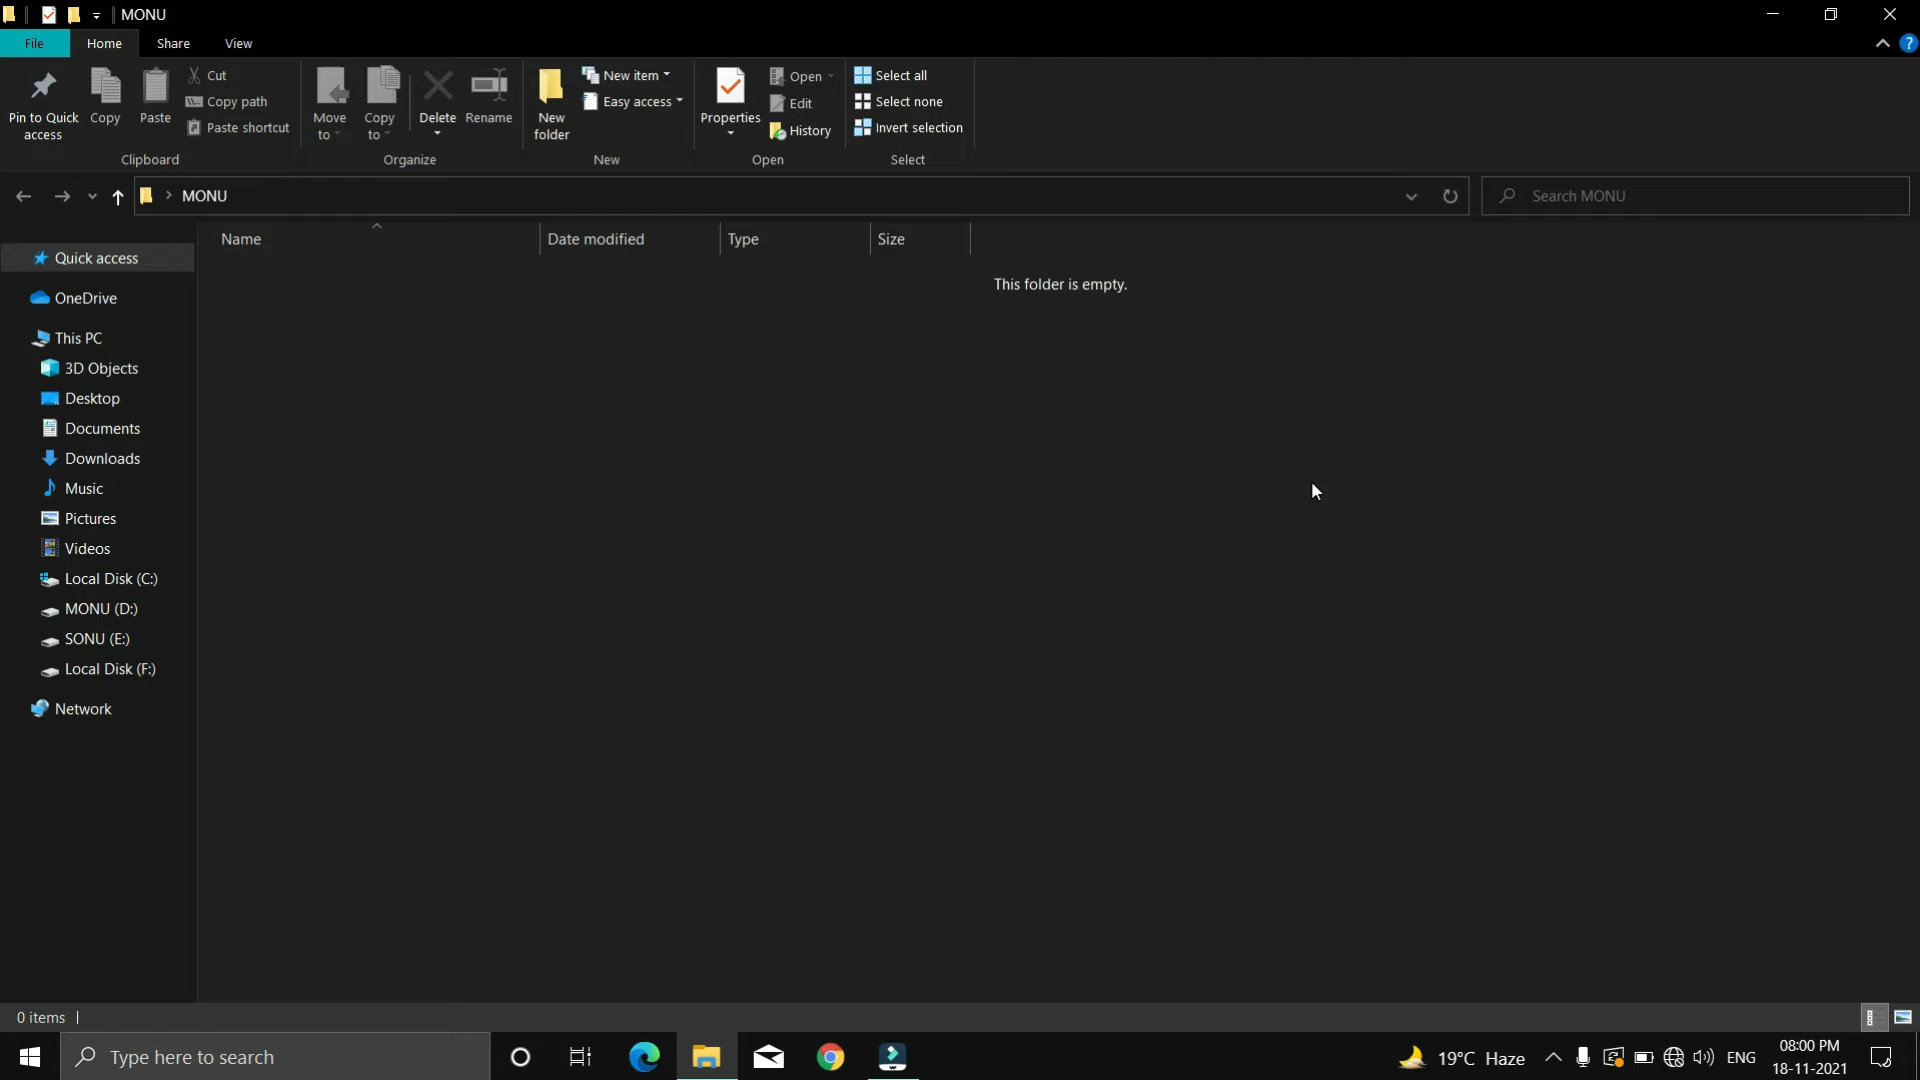 MONU
File Home Share View
Pin to Quick access
Copy
Paste
Cut
Copy path
Paste shortcut
Clipboard
Move to
Copy to
Delete
Rename
Organize
New folder
New item
Easy access
New
Properties
Open
Edit
History
Open
Select all
Select none
Invert selection
Select
MONU
Search MONU
Name Date modified Type Size
This folder is empty.
Quick access
OneDrive
This PC
3D Objects
Desktop
Documents
Downloads
Music
Pictures
Videos
Local Disk (C:)
MONU (D:)
SONU (E:)
Local Disk (F:)
Network
0 items
Type here to search
19°C Haze
ENG
08:00 PM
18-11-2021